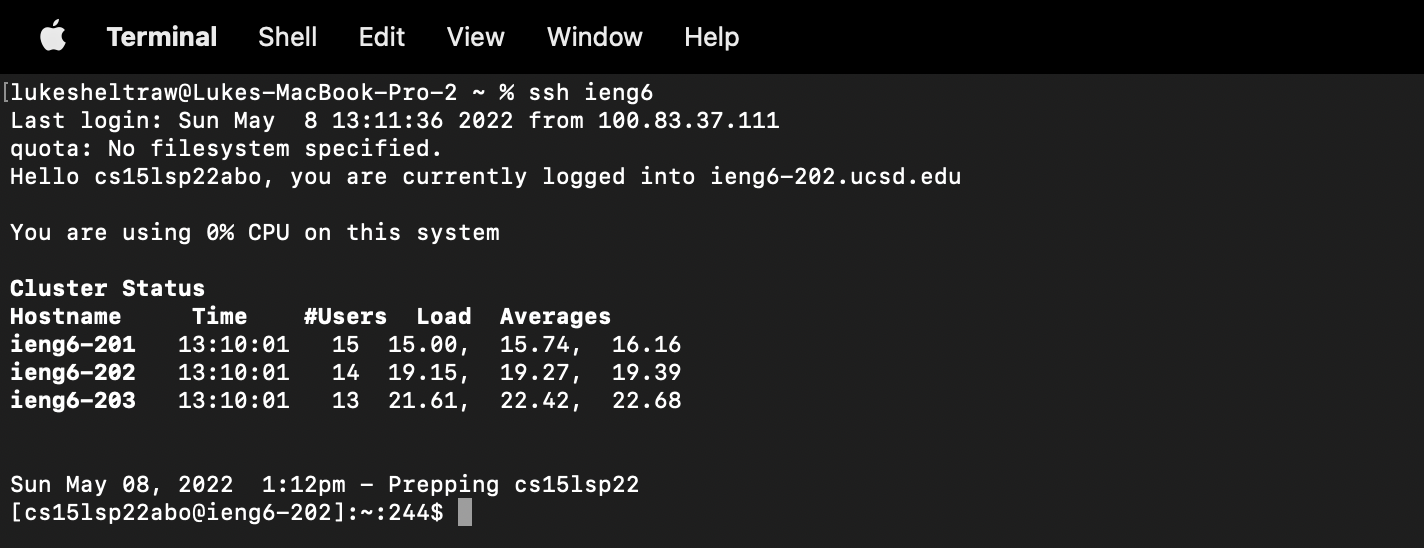 Terminal Shell Edit View Window Help
[lukesheltraw@Lukes-MacBook-Pro-2 ~ % ssh ieng6
Last login: Sun May  8 13:11:36 2022 from 100.83.37.111
quota: No filesystem specified.
Hello cs15lsp22abo, you are currently logged into ieng6-202.ucsd.edu
You are using 0% CPU on this system
Cluster Status
Hostname     Time    #Users  Load  Averages
ieng6-201   13:10:01   15  15.00,  15.74,  16.16
ieng6-202   13:10:01   14  19.15,  19.27,  19.39
ieng6-203   13:10:01   13  21.61,  22.42,  22.68
Sun May 08, 2022  1:12pm - Prepping cs15lsp22
[cs15lsp22abo@ieng6-202]:~:244$